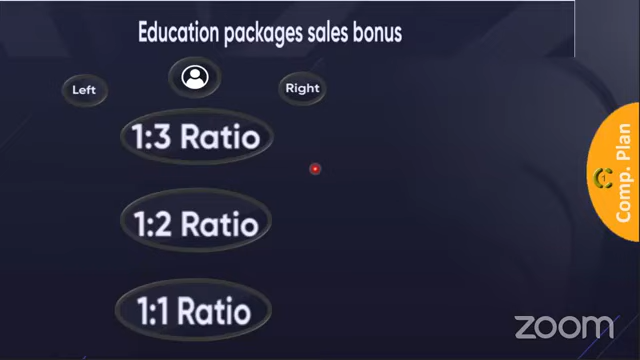 Education packages sales bonus
Left
Right
1:3 Ratio
1:2 Ratio
1:1 Ratio
Comp. Plan
zoom